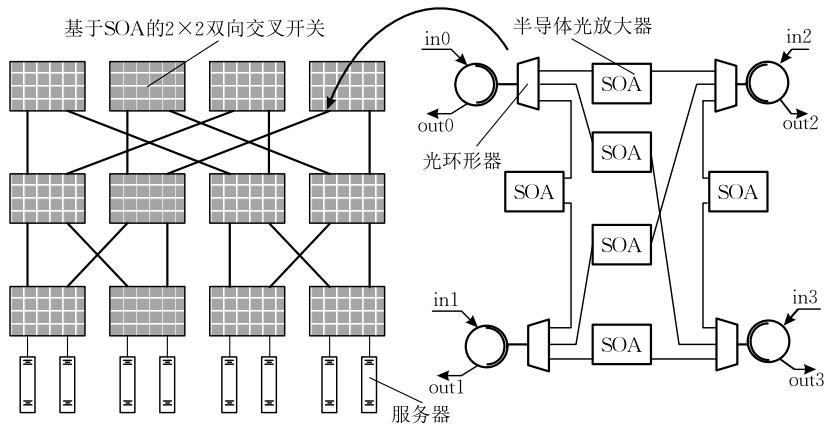 基于SOA的2×2双向交叉开关
半导体光放大器
in0
in2
SOA
out0
out2
光环形器
SOA
SOA
SOA
SOA
in1
in3
SOA
out1
out3
服务器